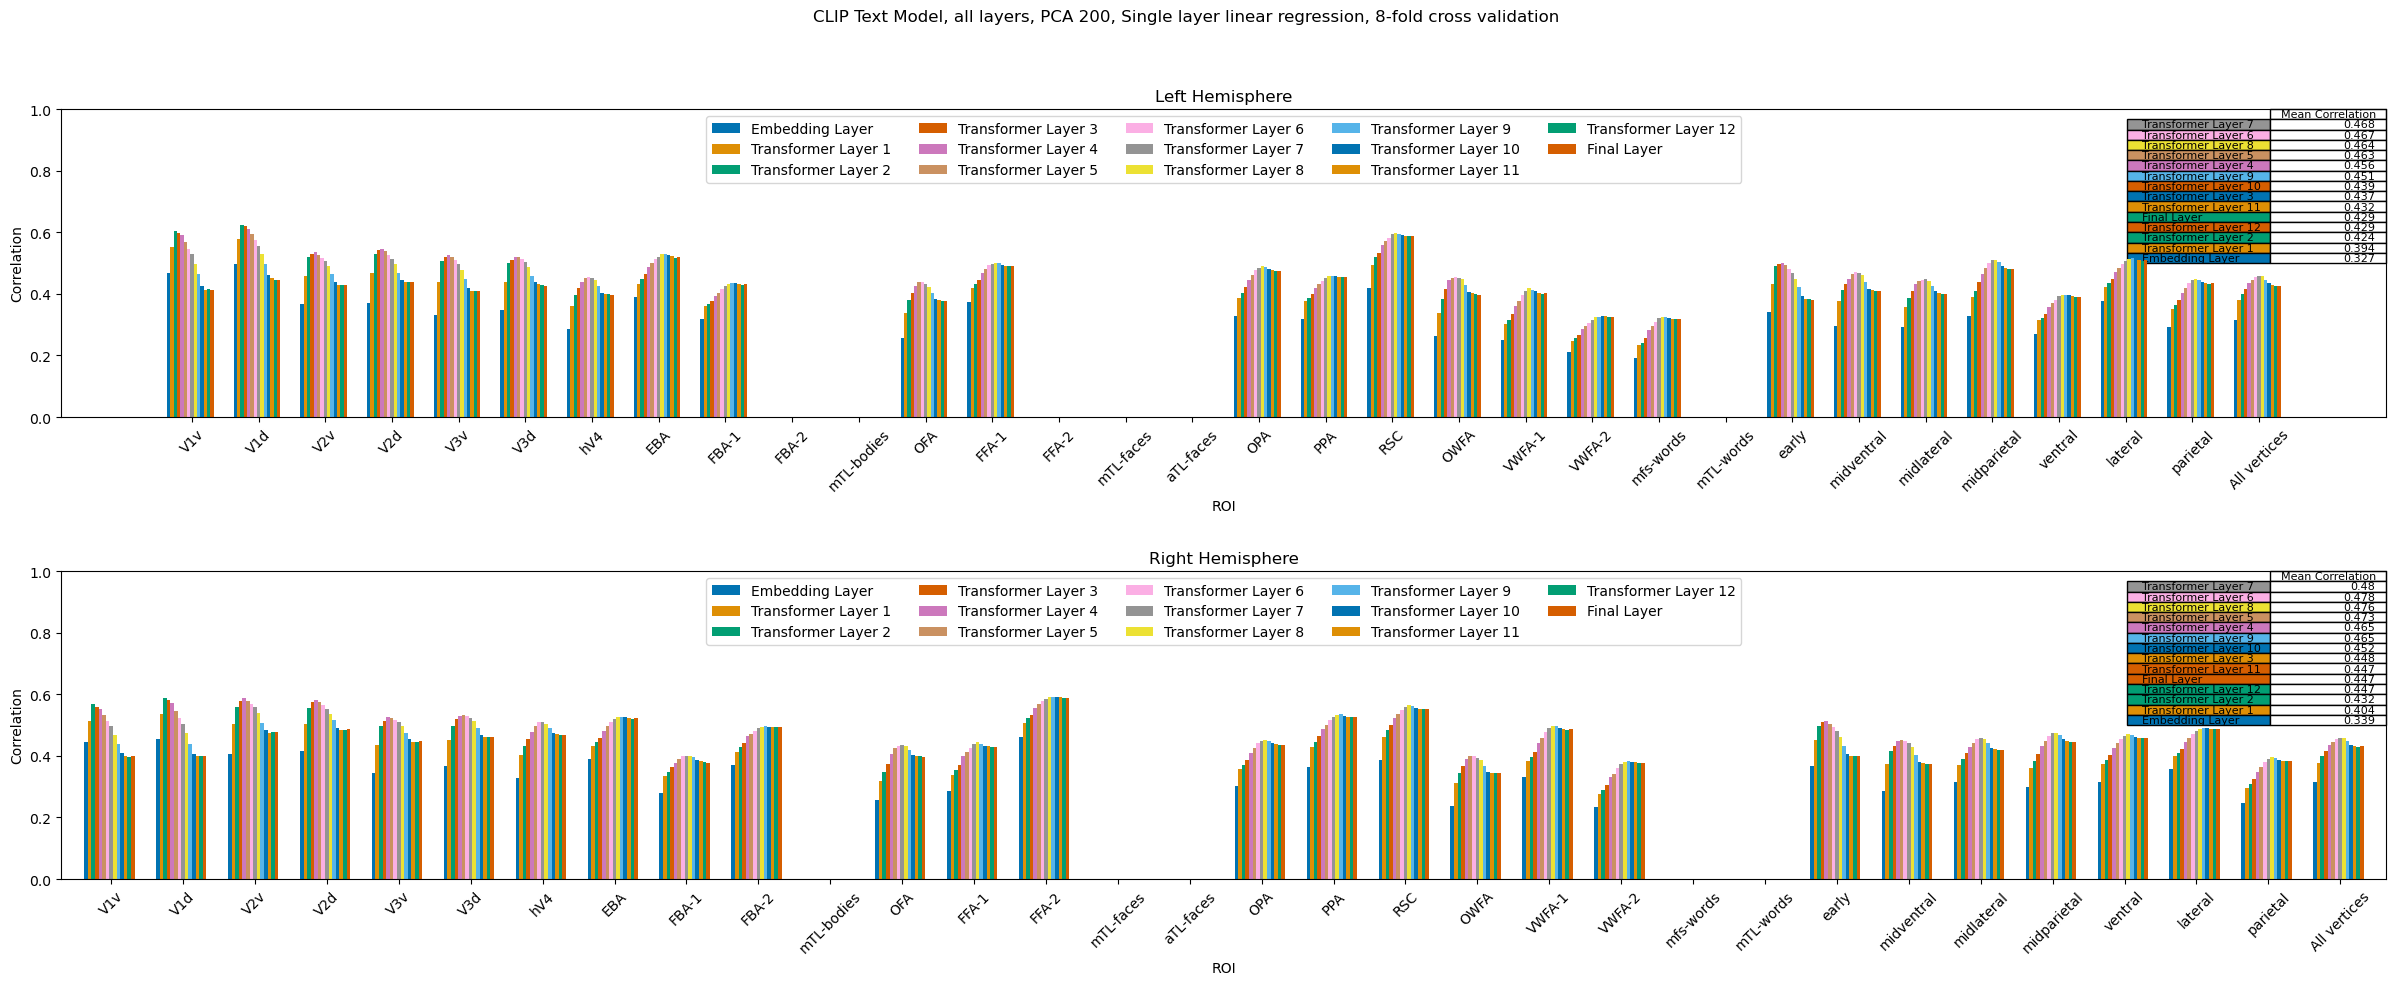 CLIP Text Model, all layers, PCA 200, Single layer linear regression, 8-fold cross validation
Left Hemisphere
Correlation
1.0
0.8
0.6
0.4
0.2
0.0
Embedding Layer
Transformer Layer 1
Transformer Layer 2
Transformer Layer 3
Transformer Layer 4
Transformer Layer 5
Transformer Layer 6
Transformer Layer 7
Transformer Layer 8
Transformer Layer 9
Transformer Layer 10
Transformer Layer 11
Transformer Layer 12
Final Layer
Mean Correlation
Transformer Layer 7 0.468
Transformer Layer 6 0.467
Transformer Layer 8 0.464
Transformer Layer 5 0.463
Transformer Layer 4 0.456
Transformer Layer 9 0.451
Transformer Layer 10 0.439
Transformer Layer 3 0.437
Transformer Layer 11 0.432
Final Layer 0.429
Transformer Layer 12 0.429
Transformer Layer 2 0.424
Transformer Layer 1 0.394
Embedding Layer 0.327
V1v
V1d
V2v
V2d
V3v
V3d
hV4
EBA
FBA-1
FBA-2
mTL-bodies
OFA
FFA-1
FFA-2
mTL-faces
aTL-faces
OPA
PPA
RSC
OWFA
VWFA-1
VWFA-2
mfs-words
mTL-words
early
midventral
midlateral
midparietal
ventral
lateral
parietal
All vertices
ROI
Right Hemisphere
Correlation
1.0
0.8
0.6
0.4
0.2
0.0
Embedding Layer
Transformer Layer 1
Transformer Layer 2
Transformer Layer 3
Transformer Layer 4
Transformer Layer 5
Transformer Layer 6
Transformer Layer 7
Transformer Layer 8
Transformer Layer 9
Transformer Layer 10
Transformer Layer 11
Transformer Layer 12
Final Layer
Mean Correlation
Transformer Layer 7 0.48
Transformer Layer 6 0.478
Transformer Layer 8 0.476
Transformer Layer 5 0.473
Transformer Layer 4 0.465
Transformer Layer 9 0.465
Transformer Layer 10 0.452
Transformer Layer 3 0.448
Transformer Layer 11 0.447
Final Layer 0.447
Transformer Layer 12 0.447
Transformer Layer 2 0.432
Transformer Layer 1 0.404
Embedding Layer 0.339
V1v
V1d
V2v
V2d
V3v
V3d
hV4
EBA
FBA-1
FBA-2
mTL-bodies
OFA
FFA-1
FFA-2
mTL-faces
aTL-faces
OPA
PPA
RSC
OWFA
VWFA-1
VWFA-2
mfs-words
mTL-words
early
midventral
midlateral
midparietal
ventral
lateral
parietal
All vertices
ROI